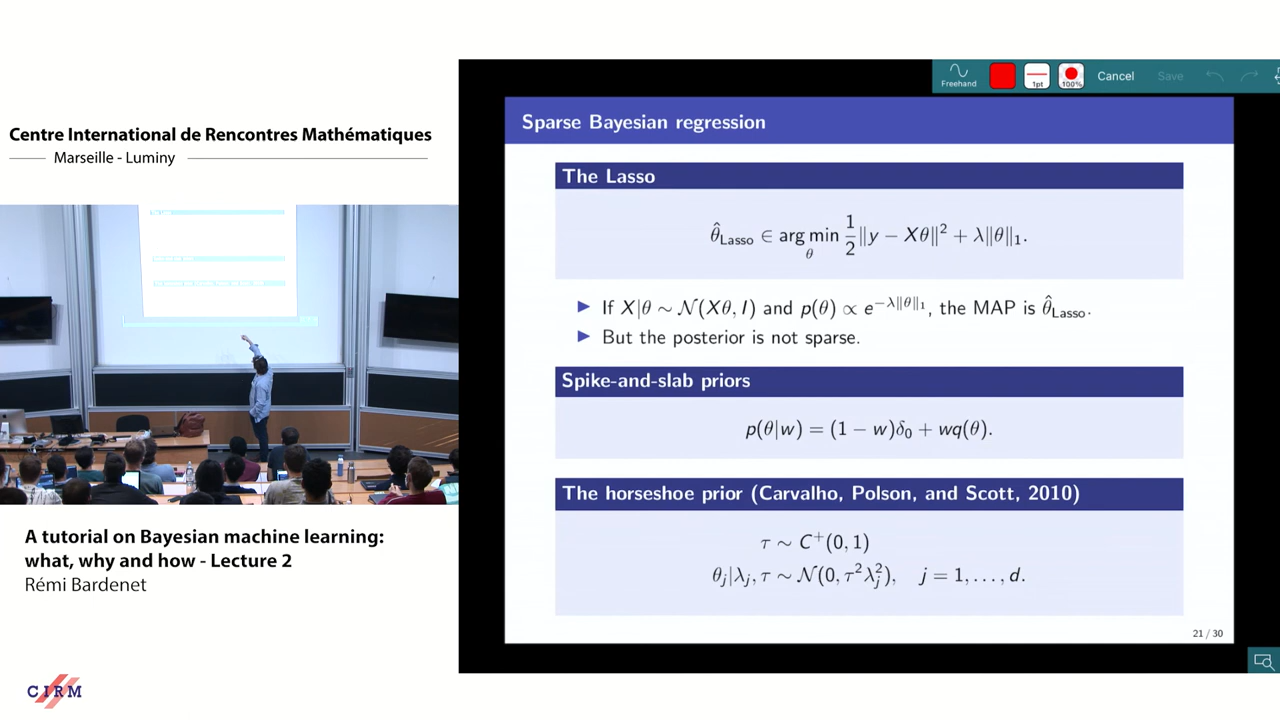 Centre International de Rencontres Mathématiques
Marseille - Luminy
A tutorial on Bayesian machine learning:
what, why and how - Lecture 2
Rémi Bardenet
CIRM
Freehand
1pt
100%
Cancel
Save
Sparse Bayesian regression
The Lasso
θ̂_Lasso ∈ arg min_θ 1/2 ‖y − Xθ‖² + λ‖θ‖₁.
▶ If X|θ ∼ 𝒩(Xθ, I) and p(θ) ∝ e^{−λ‖θ‖₁}, the MAP is θ̂_Lasso.
▶ But the posterior is not sparse.
Spike-and-slab priors
p(θ|w) = (1 − w)δ₀ + wq(θ).
The horseshoe prior (Carvalho, Polson, and Scott, 2010)
τ ∼ C⁺(0, 1)
θⱼ|λⱼ, τ ∼ 𝒩(0, τ²λⱼ²), j = 1, . . . , d.
21 / 30